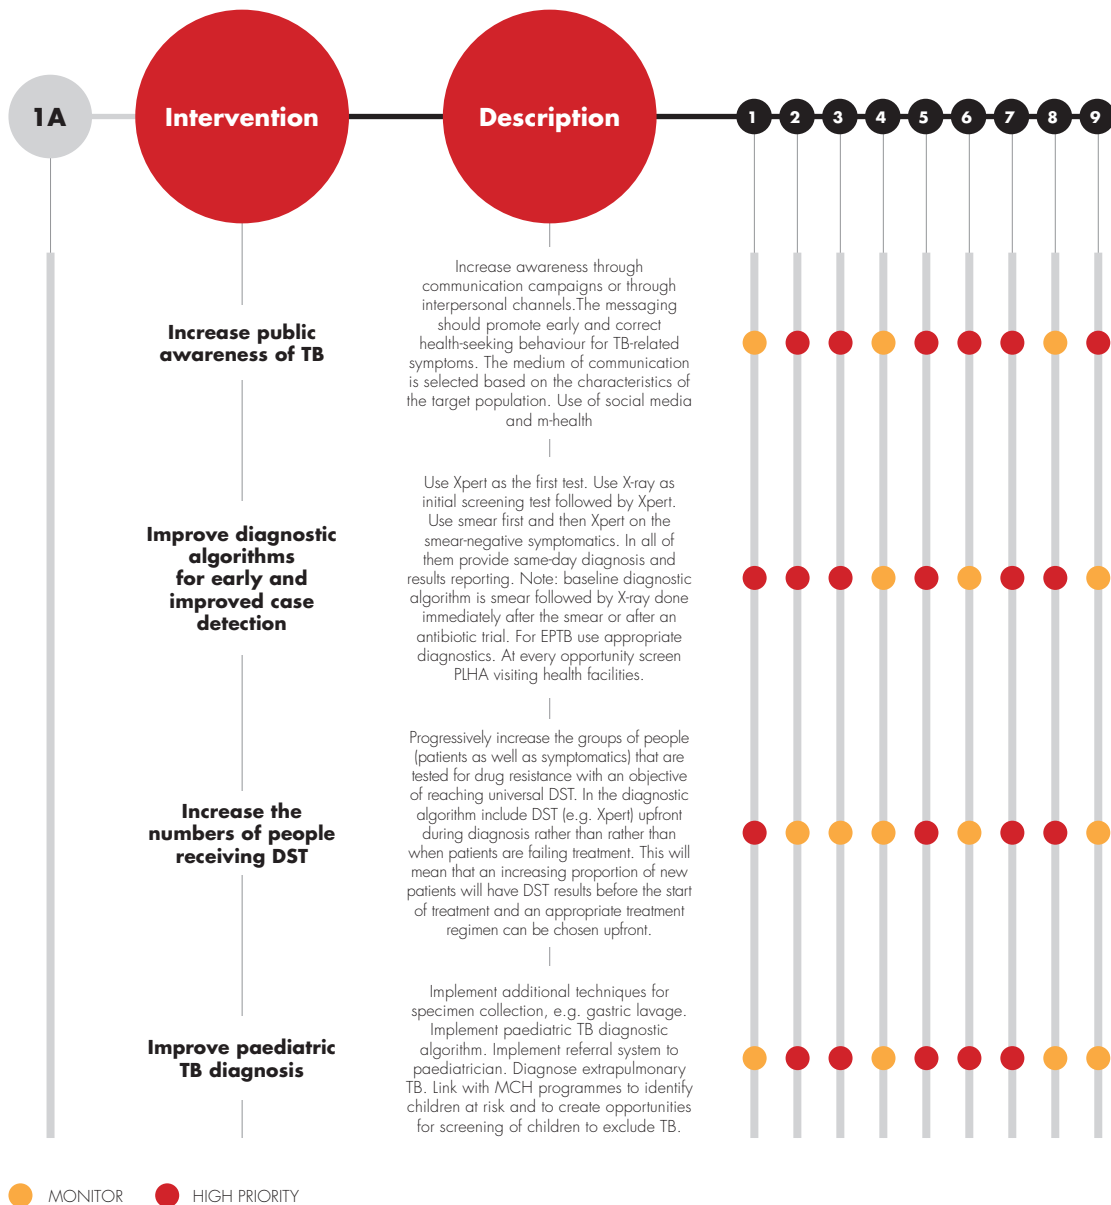 1A
Intervention
Description
1 2 3 4 5 6 7 8 9
Increase public
awareness of TB
Increase awareness through
communication campaigns or through
interpersonal channels.The messaging
should promote early and correct
health-seeking behaviour for TB-related
symptoms. The medium of communication
is selected based on the characteristics of
the target population. Use of social media
and m-health
Improve diagnostic
algorithms
for early and
improved case
detection
Use Xpert as the first test. Use X-ray as
initial screening test followed by Xpert.
Use smear first and then Xpert on the
smear-negative symptomatics. In all of
them provide same-day diagnosis and
results reporting. Note: baseline diagnostic
algorithm is smear followed by X-ray done
immediately after the smear or after an
antibiotic trial. For EPTB use appropriate
diagnostics. At every opportunity screen
PLHA visiting health facilities.
Increase the
numbers of people
receiving DST
Progressively increase the groups of people
(patients as well as symptomatics) that are
tested for drug resistance with an objective
of reaching universal DST. In the diagnostic
algorithm include DST (e.g. Xpert) upfront
during diagnosis rather than rather than
when patients are failing treatment. This will
mean that an increasing proportion of new
patients will have DST results before the start
of treatment and an appropriate treatment
regimen can be chosen upfront.
Improve paediatric
TB diagnosis
Implement additional techniques for
specimen collection, e.g. gastric lavage.
Implement paediatric TB diagnostic
algorithm. Implement referral system to
paediatrician. Diagnose extrapulmonary
TB. Link with MCH programmes to identify
children at risk and to create opportunities
for screening of children to exclude TB.
MONITOR
HIGH PRIORITY